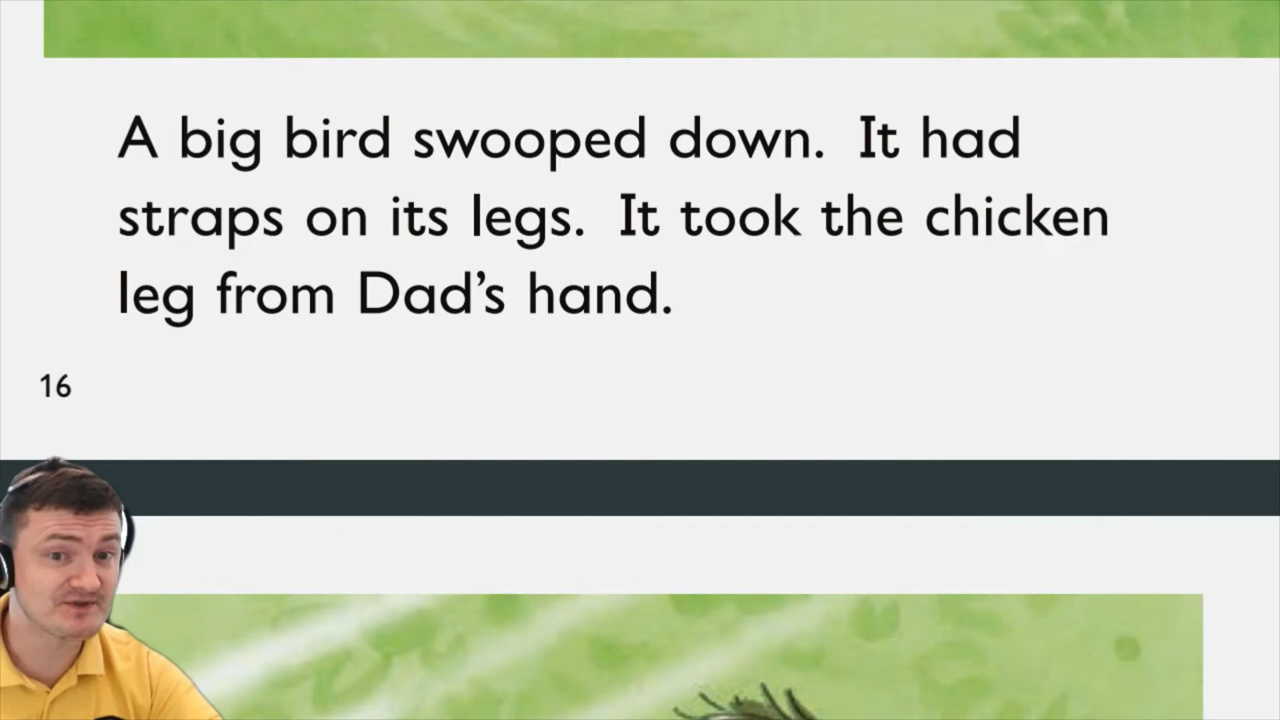 A big bird swooped down. It had
straps on its legs. It took the chicken
leg from Dad’s hand.
16